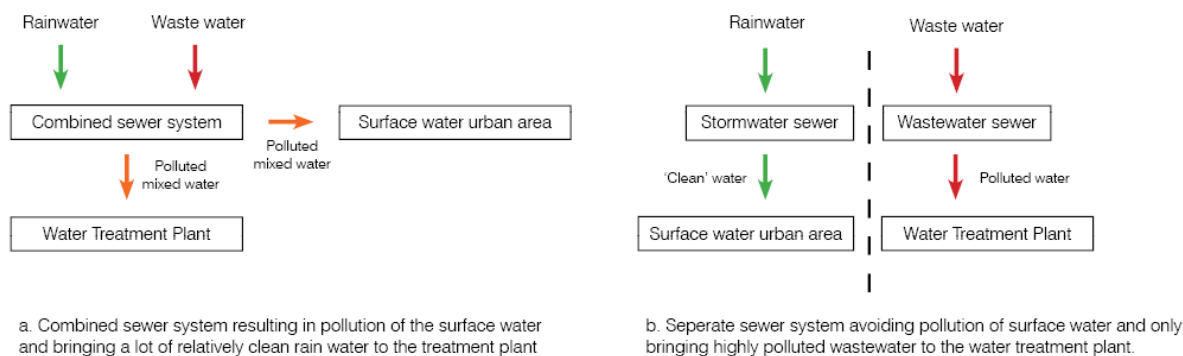 Rainwater
Waste water
Combined sewer system
Surface water urban area
Polluted
mixed water
Polluted
mixed water
Water Treatment Plant
a. Combined sewer system resulting in pollution of the surface water
and bringing a lot of relatively clean rain water to the treatment plant
Rainwater
Waste water
Stormwater sewer
Wastewater sewer
'Clean' water
Polluted water
Surface water urban area
Water Treatment Plant
b. Seperate sewer system avoiding pollution of surface water and only
bringing highly polluted wastewater to the water treatment plant.